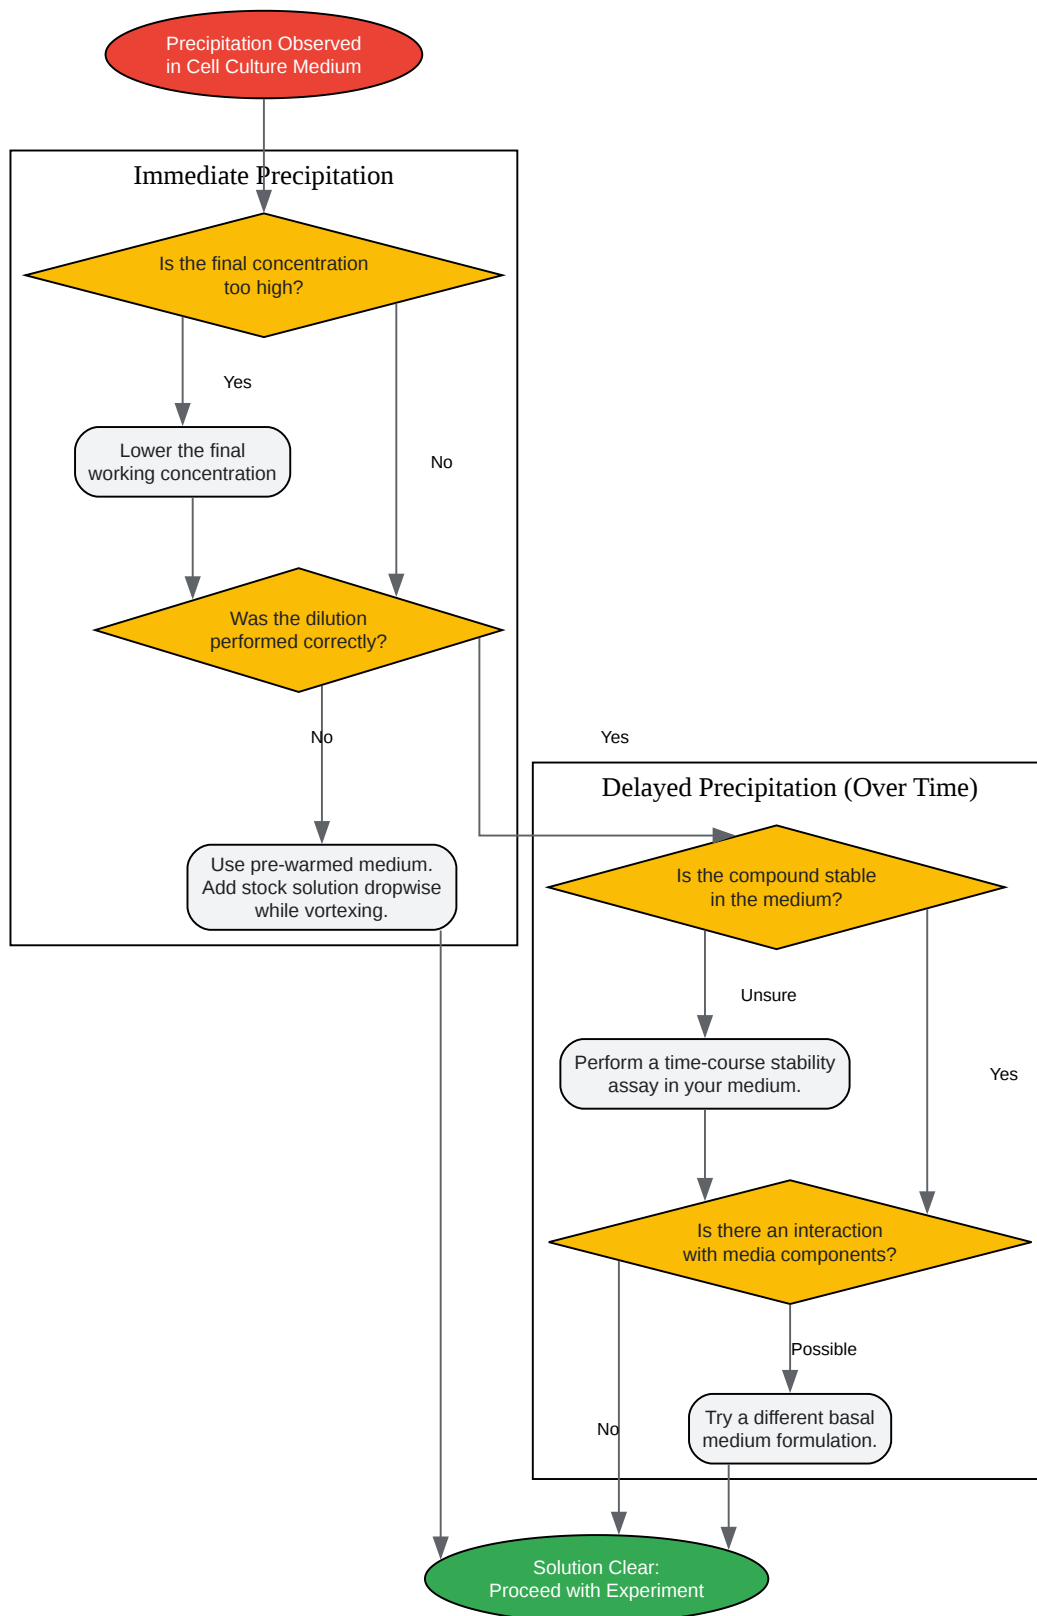 Precipitation Observed
in Cell Culture Medium
Immediate Precipitation
Is the final concentration
too high?
Yes
Lower the final
working concentration
No
Was the dilution
performed correctly?
No
Yes
Use pre-warmed medium.
Add stock solution dropwise
while vortexing.
Delayed Precipitation (Over Time)
Is the compound stable
in the medium?
Unsure
Perform a time-course stability
assay in your medium.
Yes
Is there an interaction
with media components?
Possible
No
Try a different basal
medium formulation.
Solution Clear:
Proceed with Experiment